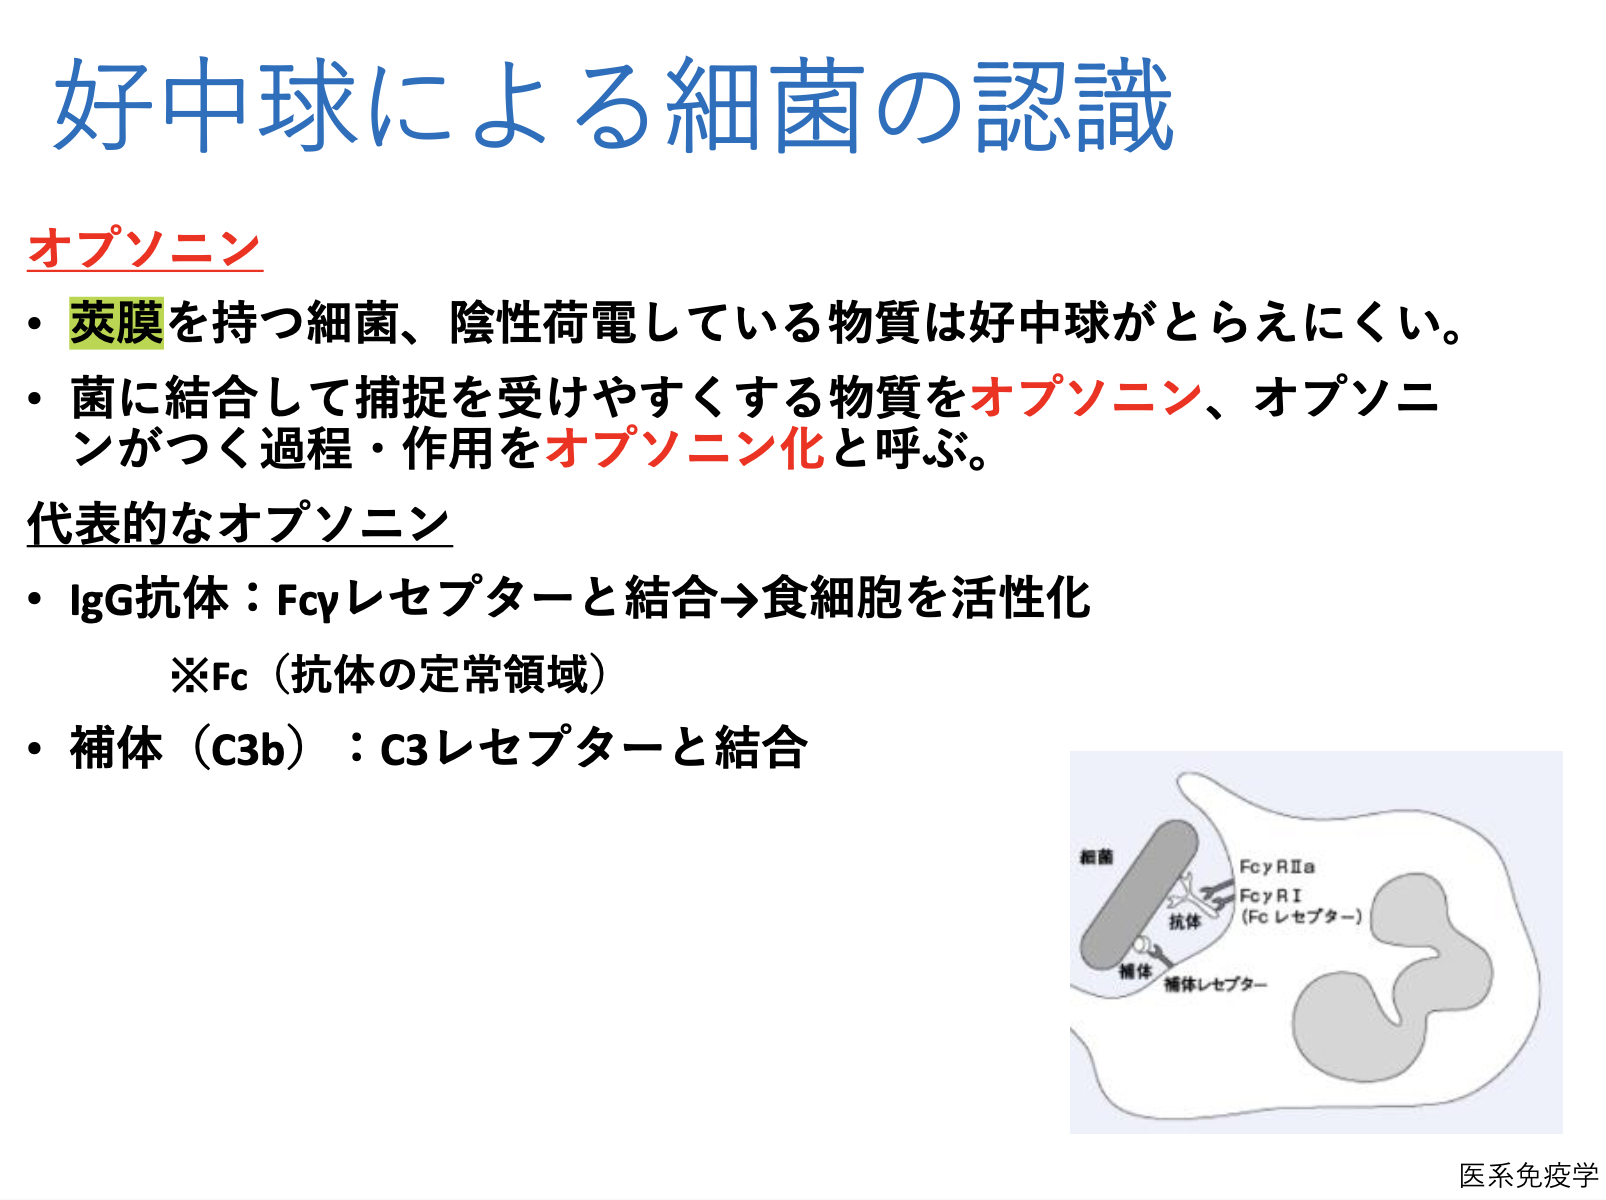 好中球による細菌の認識
オプソニン
• 莢膜を持つ細菌、陰性荷電している物質は好中球がとらえにくい。
• 菌に結合して捕捉を受けやすくする物質をオプソニン、オプソニ
ンがつく過程・作用をオプソニン化と呼ぶ。
代表的なオプソニン
• IgG抗体：Fcγレセプターと結合→食細胞を活性化
※Fc（抗体の定常領域）
• 補体（C3b）：C3レセプターと結合
細菌
FcγRⅡa
FcγRⅠ
(Fcレセプター)
抗体
補体
補体レセプター
医系免疫学